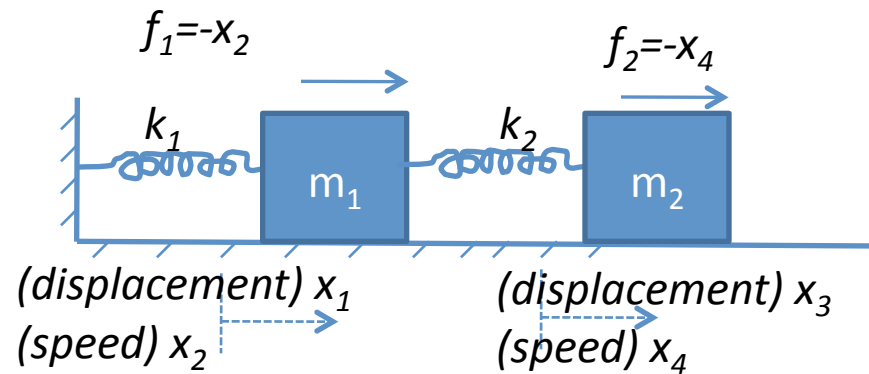 f₁=-x₂
f₂=-x₄
k₁
k₂
m₁
m₂
(displacement) x₁
(speed) x₂
(displacement) x₃
(speed) x₄